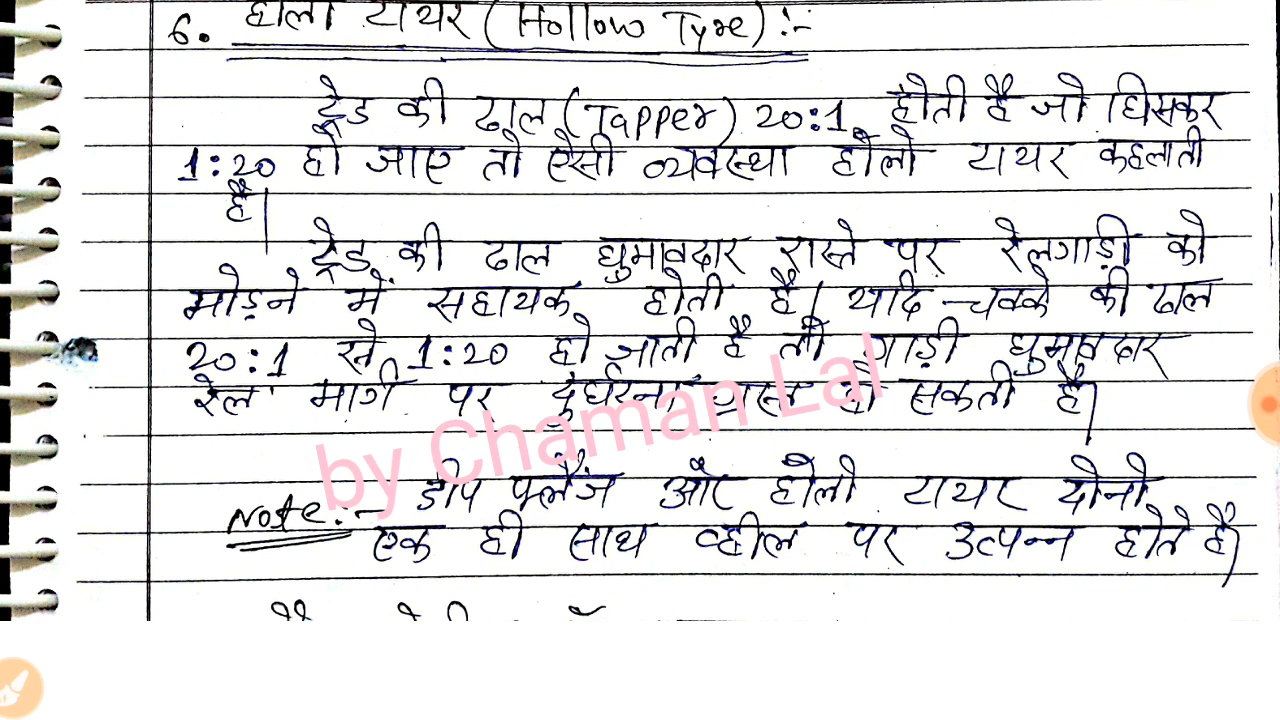 6. होलो टायर (Hollow Tyre) :-
ट्रेड की ढाल (Tapper) 20:1 होती है जो घिसकर
1:20 हो जाए तो ऐसी व्यवस्था होलो टायर कहलाती
है।
ट्रेड की ढाल घुमावदार रास्ते पर रेलगाड़ी को
मोड़ने में सहायक होती है। यदि चक्के की ढाल
20:1 से 1:20 हो जाती है तो गाड़ी घुमावदार
रेल मार्ग पर दुर्घटना ग्रस्त हो सकती है।
by Chaman Lal
Note:- डीप फ्लैंज और होलो टायर दोनो
एक ही साथ व्हील पर उत्पन्न होते है।